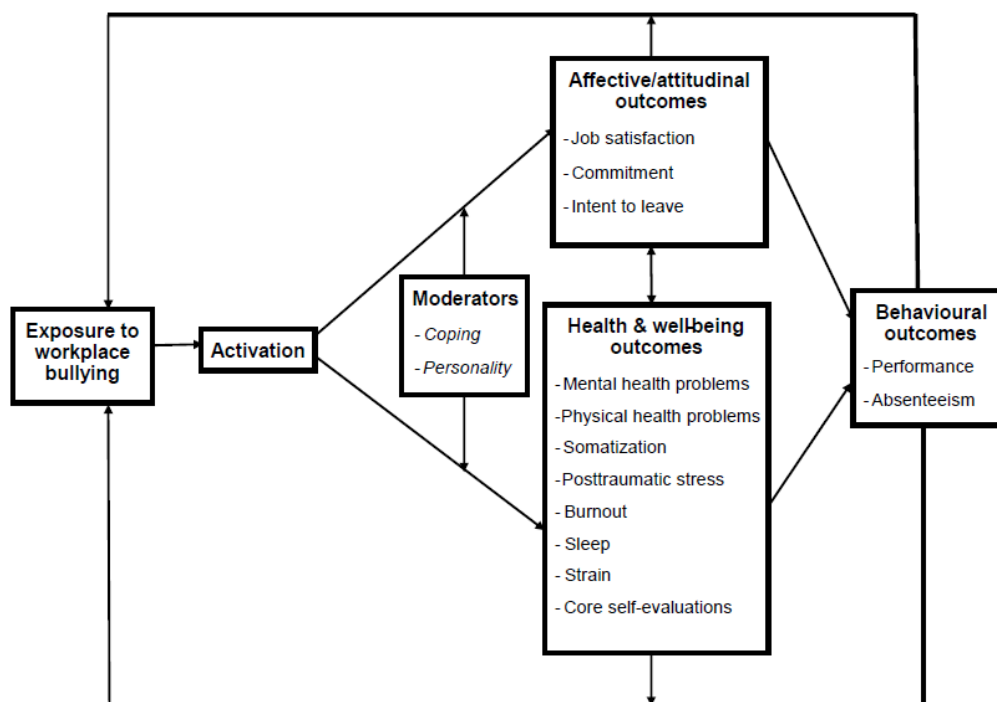 Affective/attitudinal
outcomes
- Job satisfaction
- Commitment
- Intent to leave
Moderators
- Coping
- Personality
Exposure to
workplace
bullying
Activation
Health & well-being
outcomes
- Mental health problems
- Physical health problems
- Somatization
- Posttraumatic stress
- Burnout
- Sleep
- Strain
- Core self-evaluations
Behavioural
outcomes
- Performance
- Absenteeism